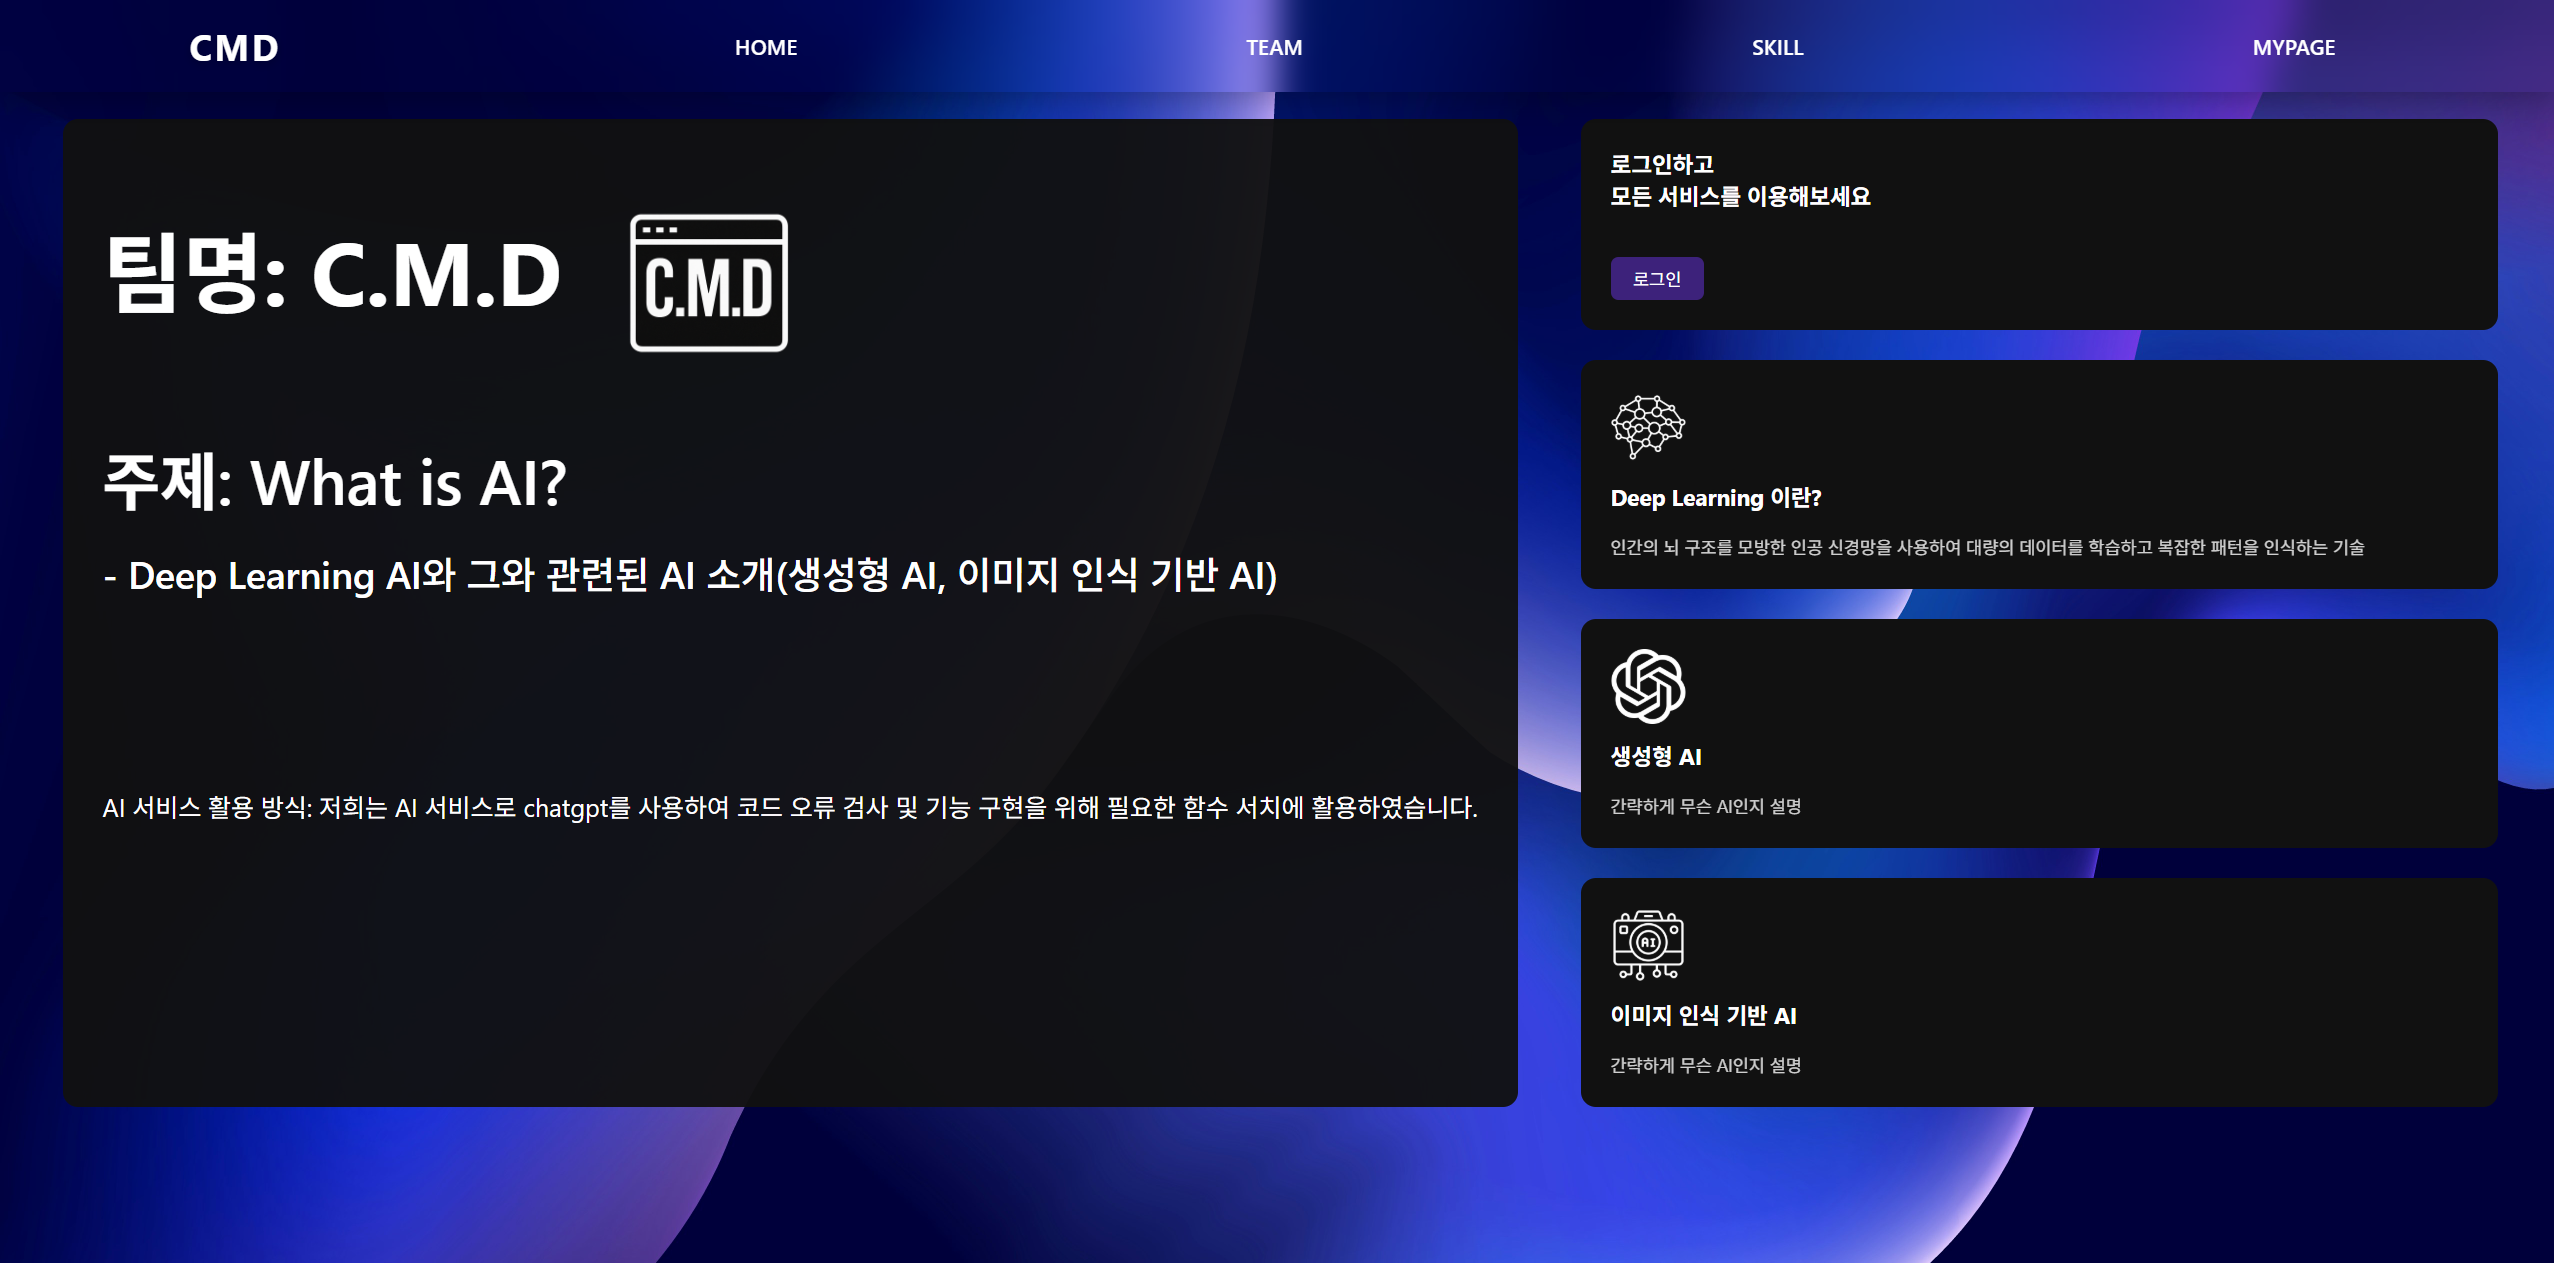 CMD
HOME
TEAM
SKILL
MYPAGE
팀명: C.M.D
C.M.D
주제: What is AI?
- Deep Learning AI와 그와 관련된 AI 소개(생성형 AI, 이미지 인식 기반 AI)
AI 서비스 활용 방식: 저희는 AI 서비스로 chatgpt를 사용하여 코드 오류 검사 및 기능 구현을 위해 필요한 함수 서치에 활용하였습니다.
로그인하고
모든 서비스를 이용해보세요
로그인
Deep Learning 이란?
인간의 뇌 구조를 모방한 인공 신경망을 사용하여 대량의 데이터를 학습하고 복잡한 패턴을 인식하는 기술
생성형 AI
간략하게 무슨 AI인지 설명
AI
이미지 인식 기반 AI
간략하게 무슨 AI인지 설명